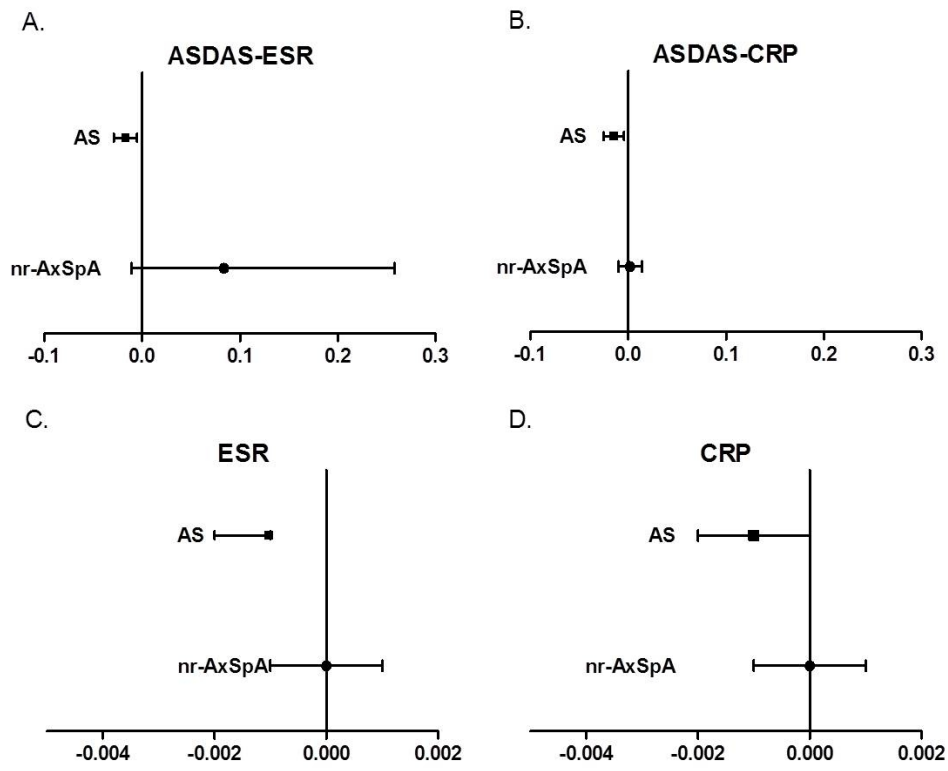 A.
ASDAS-ESR
AS
nr-AxSpA
-0.1 0.0 0.1 0.2 0.3
B.
ASDAS-CRP
AS
nr-AxSpA
-0.1 0.0 0.1 0.2 0.3
C.
ESR
AS
nr-AxSpA
-0.004 -0.002 0.000 0.002
D.
CRP
AS
nr-AxSpA
-0.004 -0.002 0.000 0.002